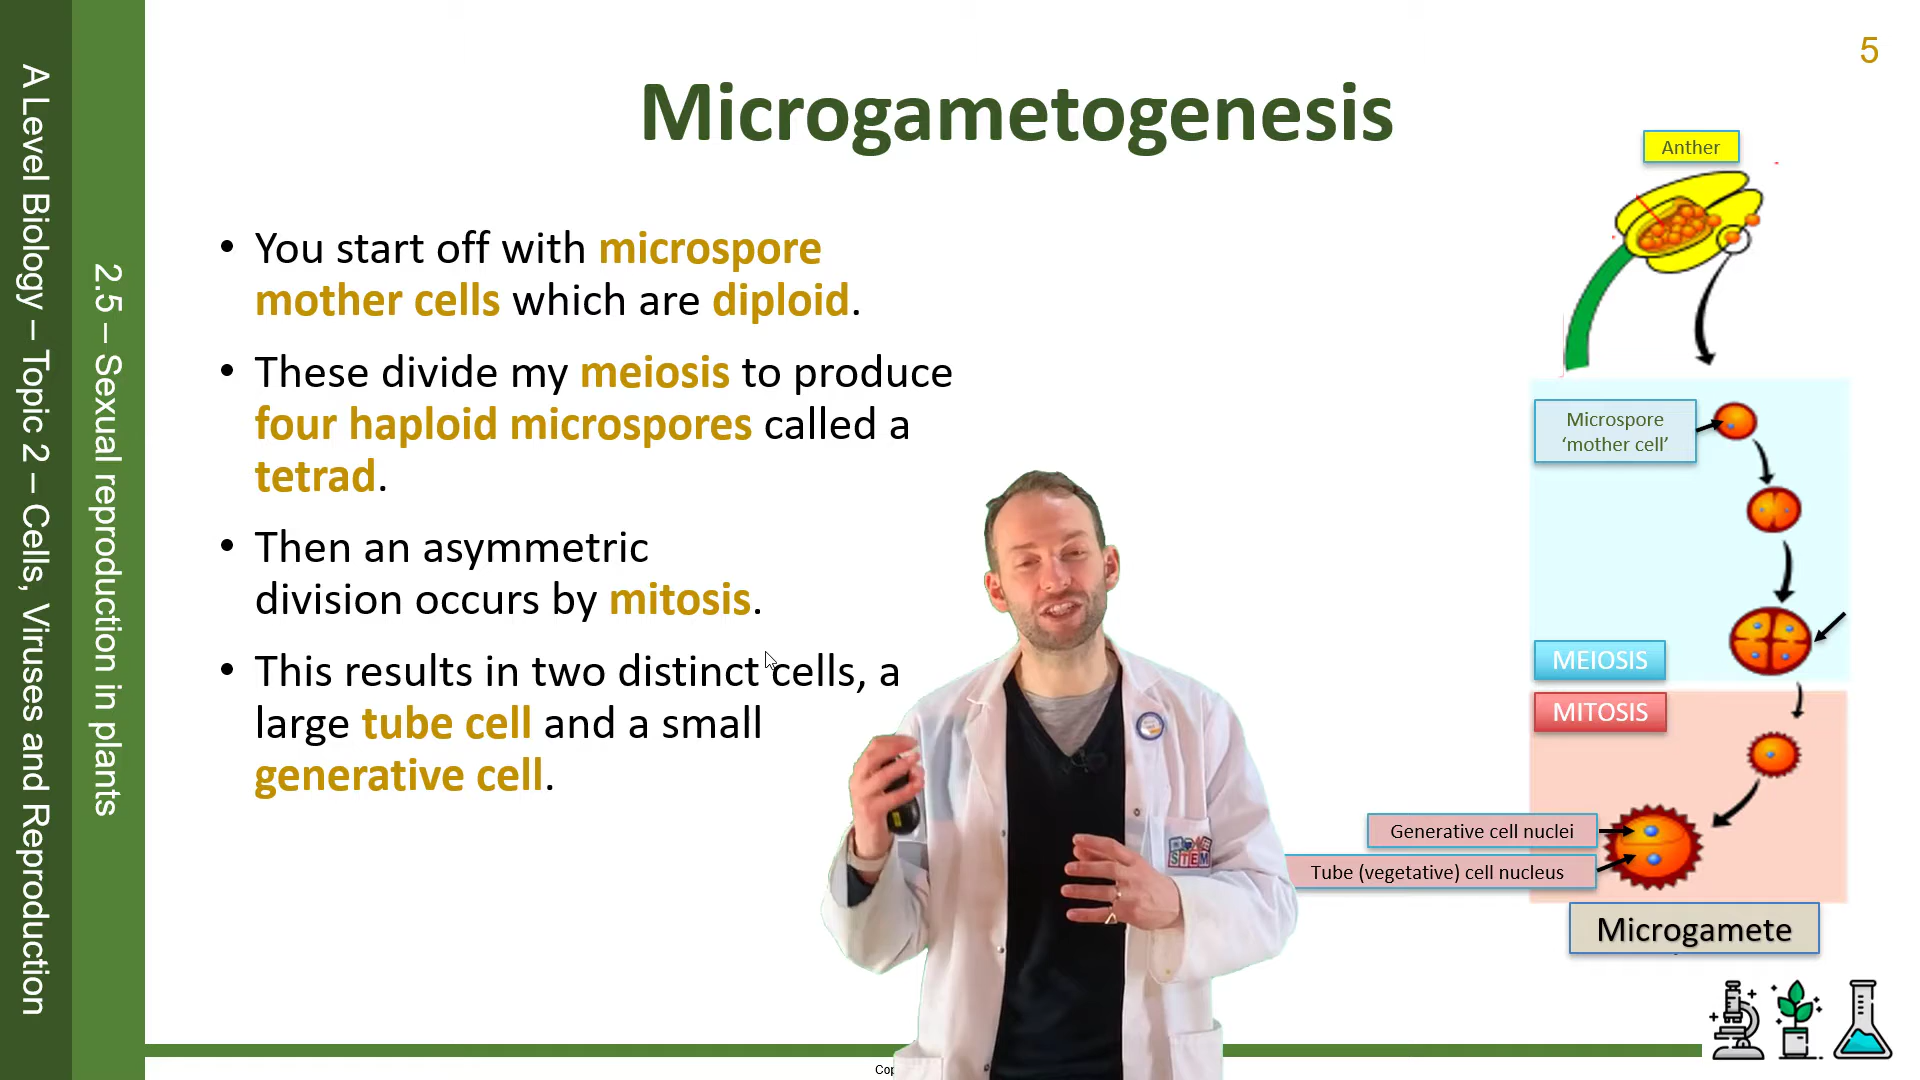 A Level Biology – Topic 2 – Cells, Viruses and Reproduction
2.5 – Sexual reproduction in plants
5
Microgametogenesis
• You start off with microspore
mother cells which are diploid.
• These divide my meiosis to produce
four haploid microspores called a
tetrad.
• Then an asymmetric
division occurs by mitosis.
• This results in two distinct cells, a
large tube cell and a small
generative cell.
Anther
Microspore
‘mother cell’
MEIOSIS
MITOSIS
Generative cell nuclei
Tube (vegetative) cell nucleus
Microgamete
STEM